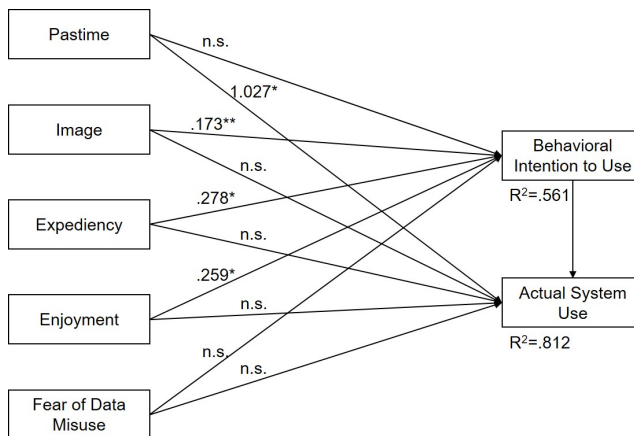 Pastime
n.s.
1.027*
Image
.173**
n.s.
Behavioral
Intention to Use
R²=.561
Expediency
.278*
n.s.
Enjoyment
.259*
n.s.
Actual System
Use
R²=.812
n.s.
n.s.
Fear of Data
Misuse